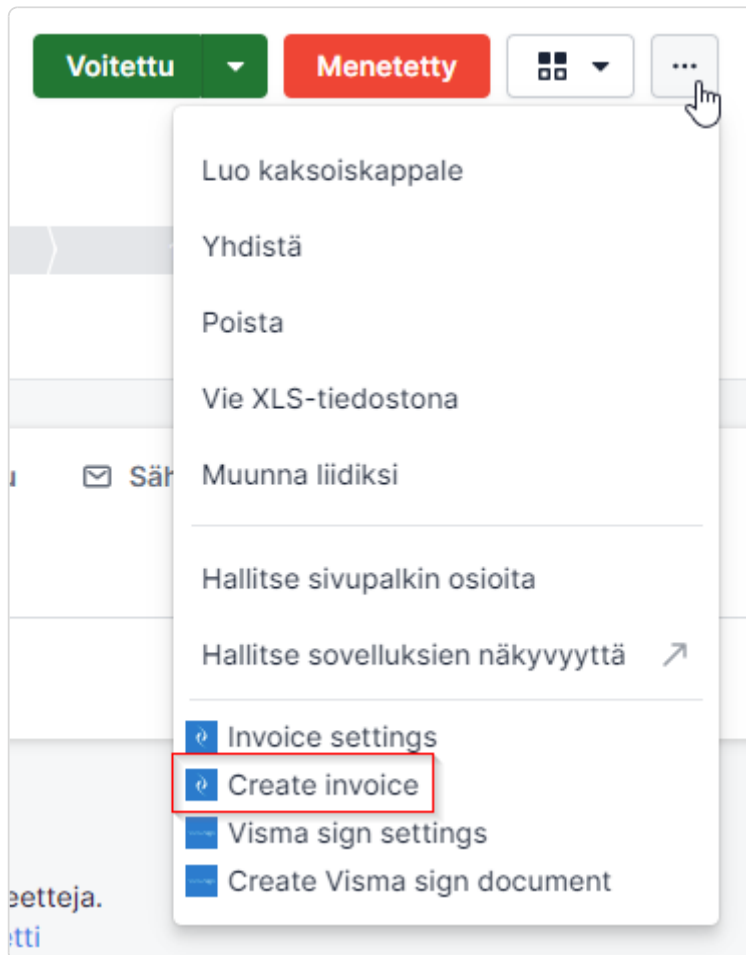 Voitettu
Menetetty
Luo kaksoiskappale
Yhdistä
Poista
Vie XLS-tiedostona
Muunna liidiksi
Hallitse sivupalkin osioita
Hallitse sovelluksien näkyvyyttä
Invoice settings
Create invoice
Visma sign settings
Create Visma sign document